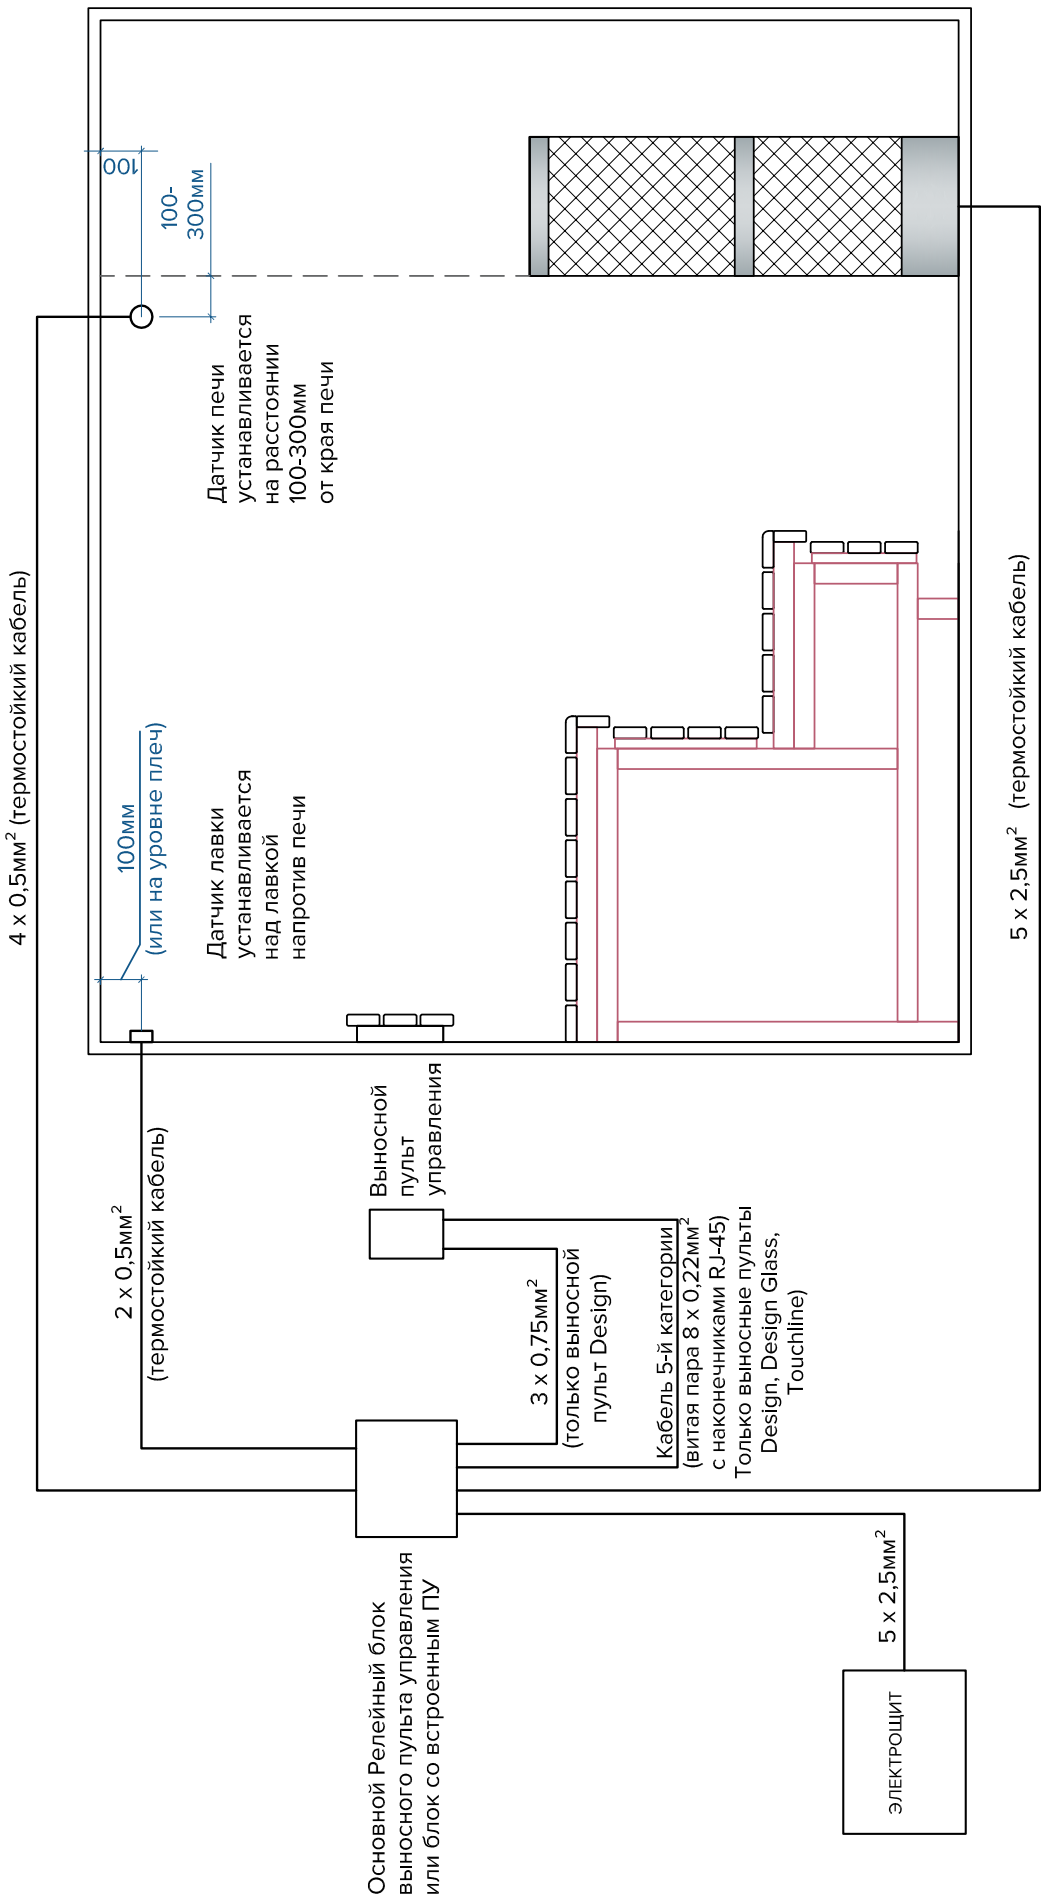 4 x 0,5мм² (термостойкий кабель)
100мм
(или на уровне плеч)
100
100-
300мм
Датчик печи
устанавливается
на расстоянии
100-300мм
от края печи
Датчик лавки
устанавливается
над лавкой
напротив печи
2 x 0,5мм²
(термостойкий кабель)
Выносной
пульт
управления
3 x 0,75мм²
(только выносной
пульт Design)
Кабель 5-й категории
(витая пара 8 x 0,22мм²
с наконечниками RJ-45)
Только выносные пульты
Design, Design Glass,
Touchline)
Основной Релейный блок
выносного пульта управления
или блок со встроенным ПУ
5 x 2,5мм²
ЭЛЕКТРОЩИТ
5 x 2,5мм² (термостойкий кабель)